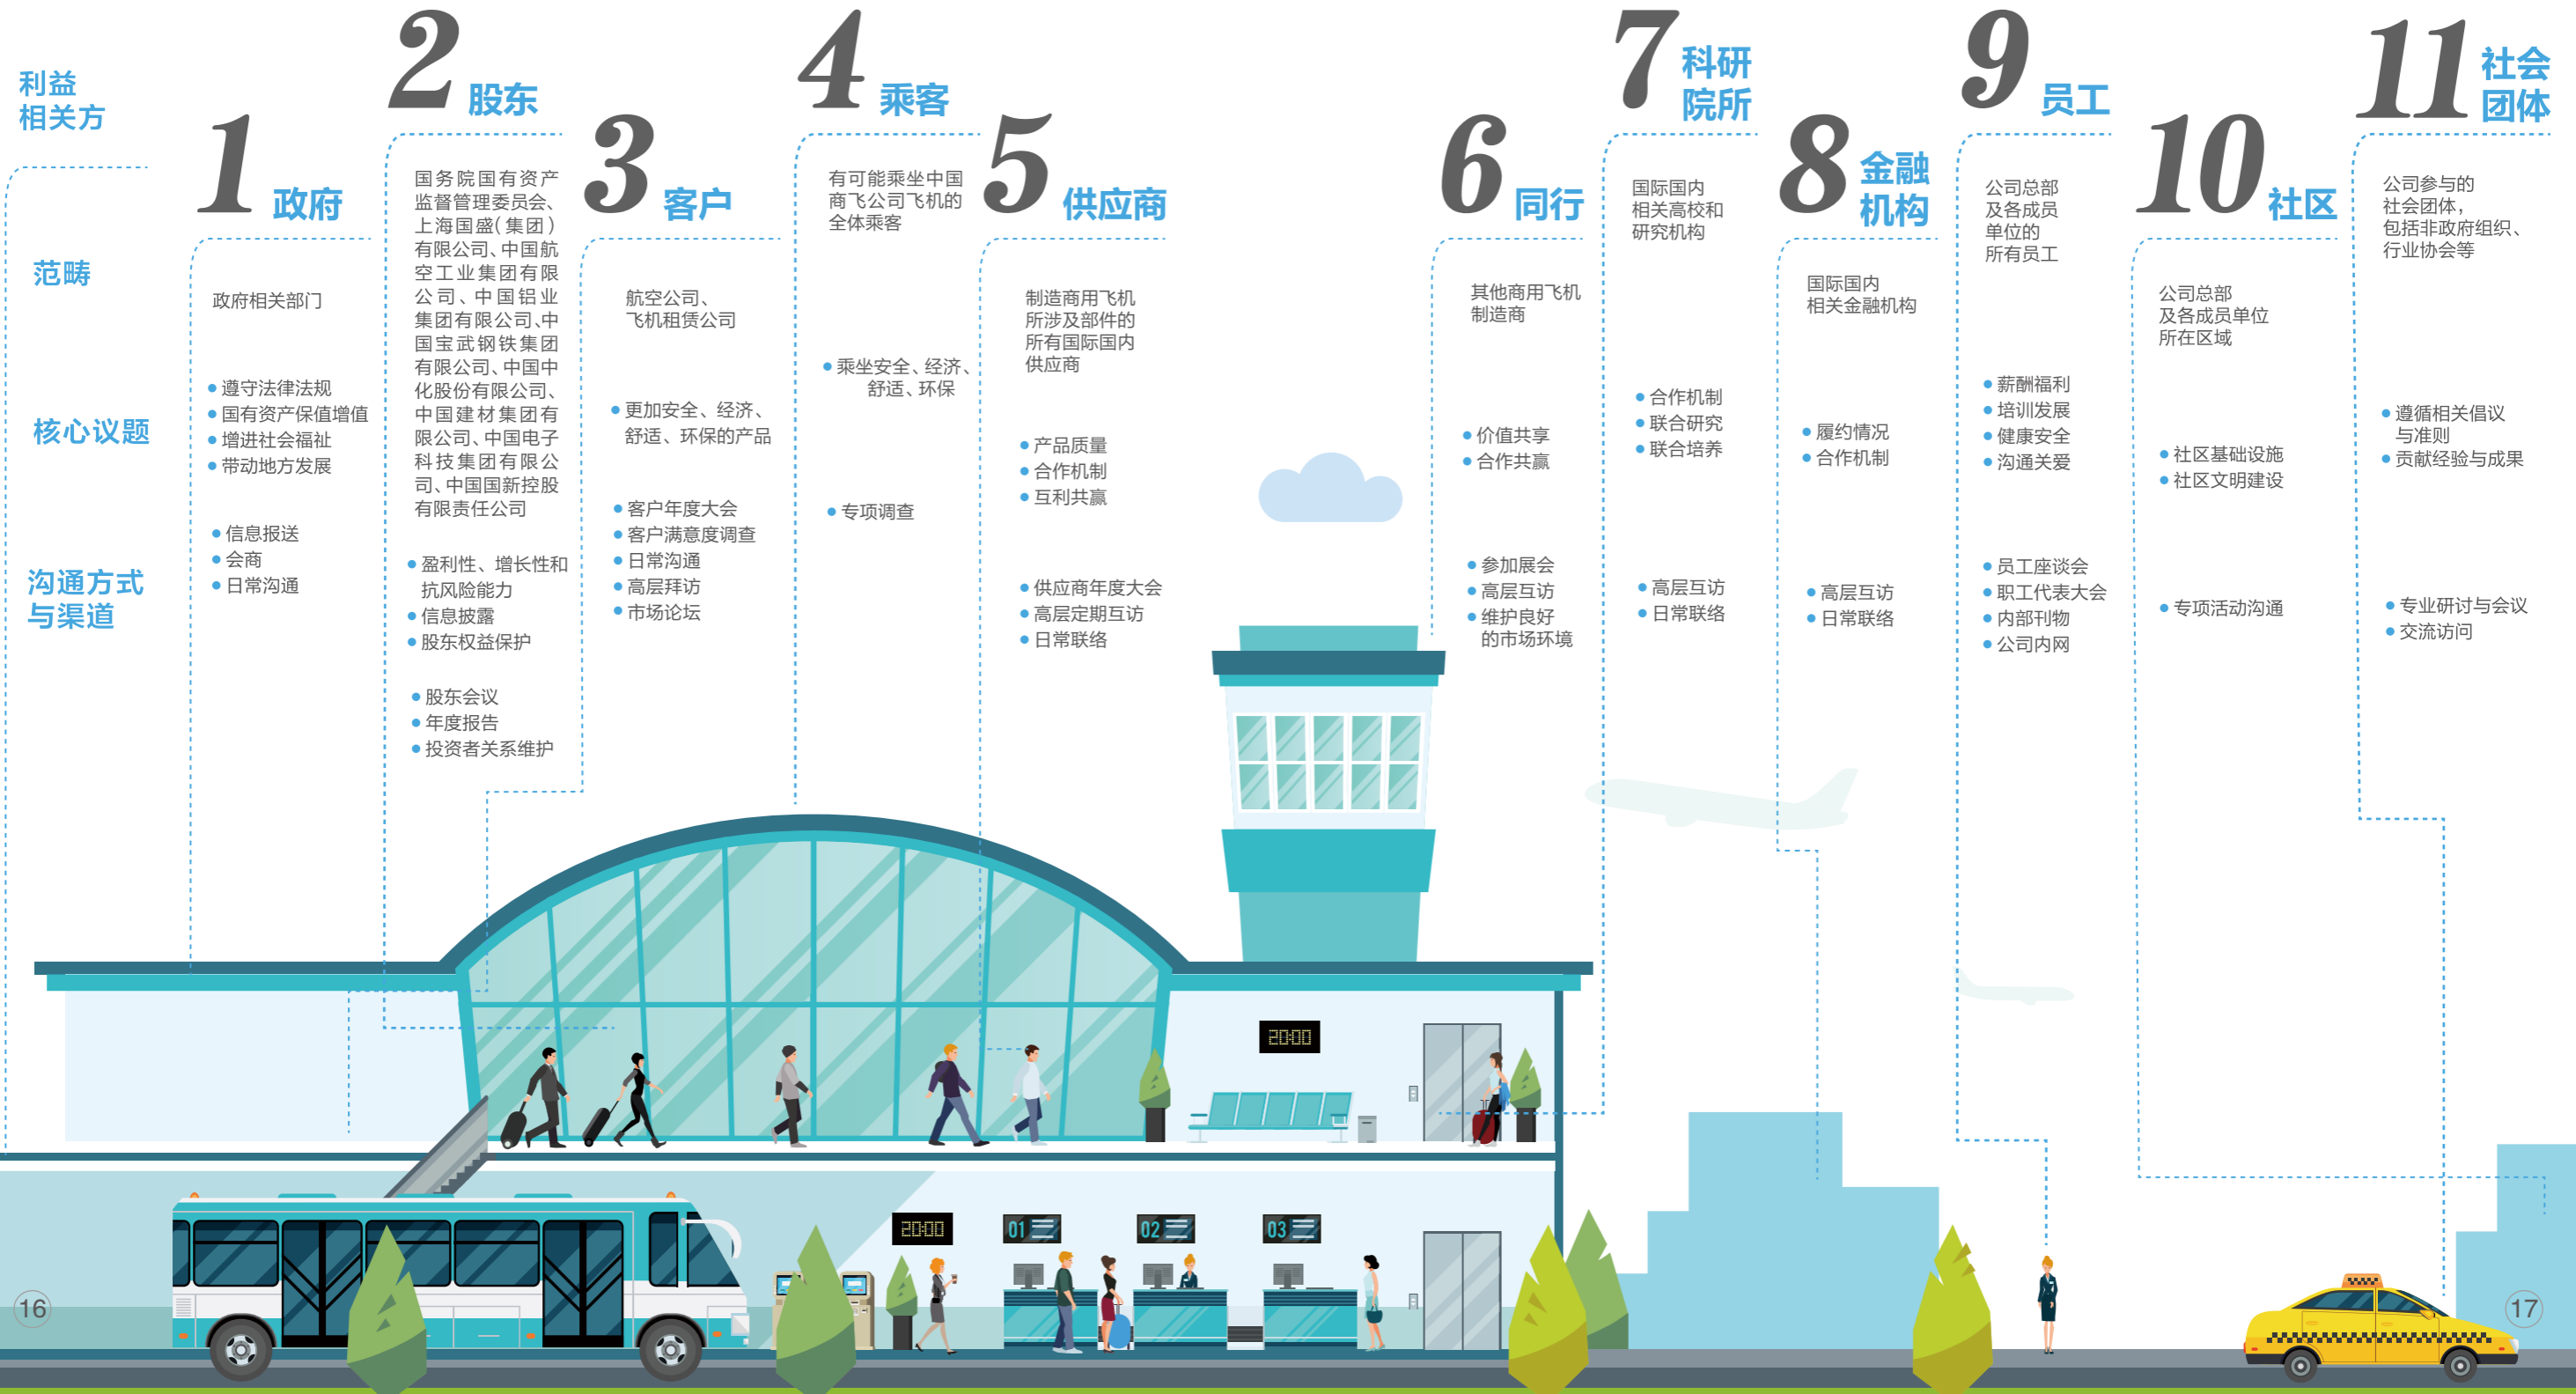 利益
相关方
范畴
核心议题
沟通方式
与渠道
1 政府
政府相关部门
遵守法律法规
国有资产保值增值
增进社会福祉
带动地方发展
信息报送
会商
日常沟通
2 股东
国务院国有资产
监督管理委员会、
上海国盛(集团)
有限公司、中国航
空工业集团有限
公司、中国铝业
集团有限公司、中
国宝武钢铁集团
有限公司、中国中
化股份有限公司、
中国建材集团有
限公司、中国电子
科技集团有限公
司、中国国新控股
有限责任公司
盈利性、增长性和
抗风险能力
信息披露
股东权益保护
股东会议
年度报告
投资者关系维护
3 客户
航空公司、
飞机租赁公司
更加安全、经济、
舒适、环保的产品
客户年度大会
客户满意度调查
日常沟通
高层拜访
市场论坛
4 乘客
有可能乘坐中国
商飞公司飞机的
全体乘客
乘坐安全、经济、
舒适、环保
专项调查
5 供应商
制造商用飞机
所涉及部件的
所有国际国内
供应商
产品质量
合作机制
互利共赢
供应商年度大会
高层定期互访
日常联络
6 同行
其他商用飞机
制造商
价值共享
合作共赢
参加展会
高层互访
维护良好
的市场环境
7 科研
院所
国际国内
相关高校和
研究机构
合作机制
联合研究
联合培养
高层互访
日常联络
8 金融
机构
国际国内
相关金融机构
履约情况
合作机制
高层互访
日常联络
9 员工
公司总部
及各成员
单位的
所有员工
薪酬福利
培训发展
健康安全
沟通关爱
员工座谈会
职工代表大会
内部刊物
公司内网
10 社区
公司总部
及各成员单位
所在区域
社区基础设施
社区文明建设
专项活动沟通
11 社会
团体
公司参与的
社会团体，
包括非政府组织、
行业协会等
遵循相关倡议
与准则
贡献经验与成果
专业研讨与会议
交流访问
20:00
20:00
01
02
03
16
17